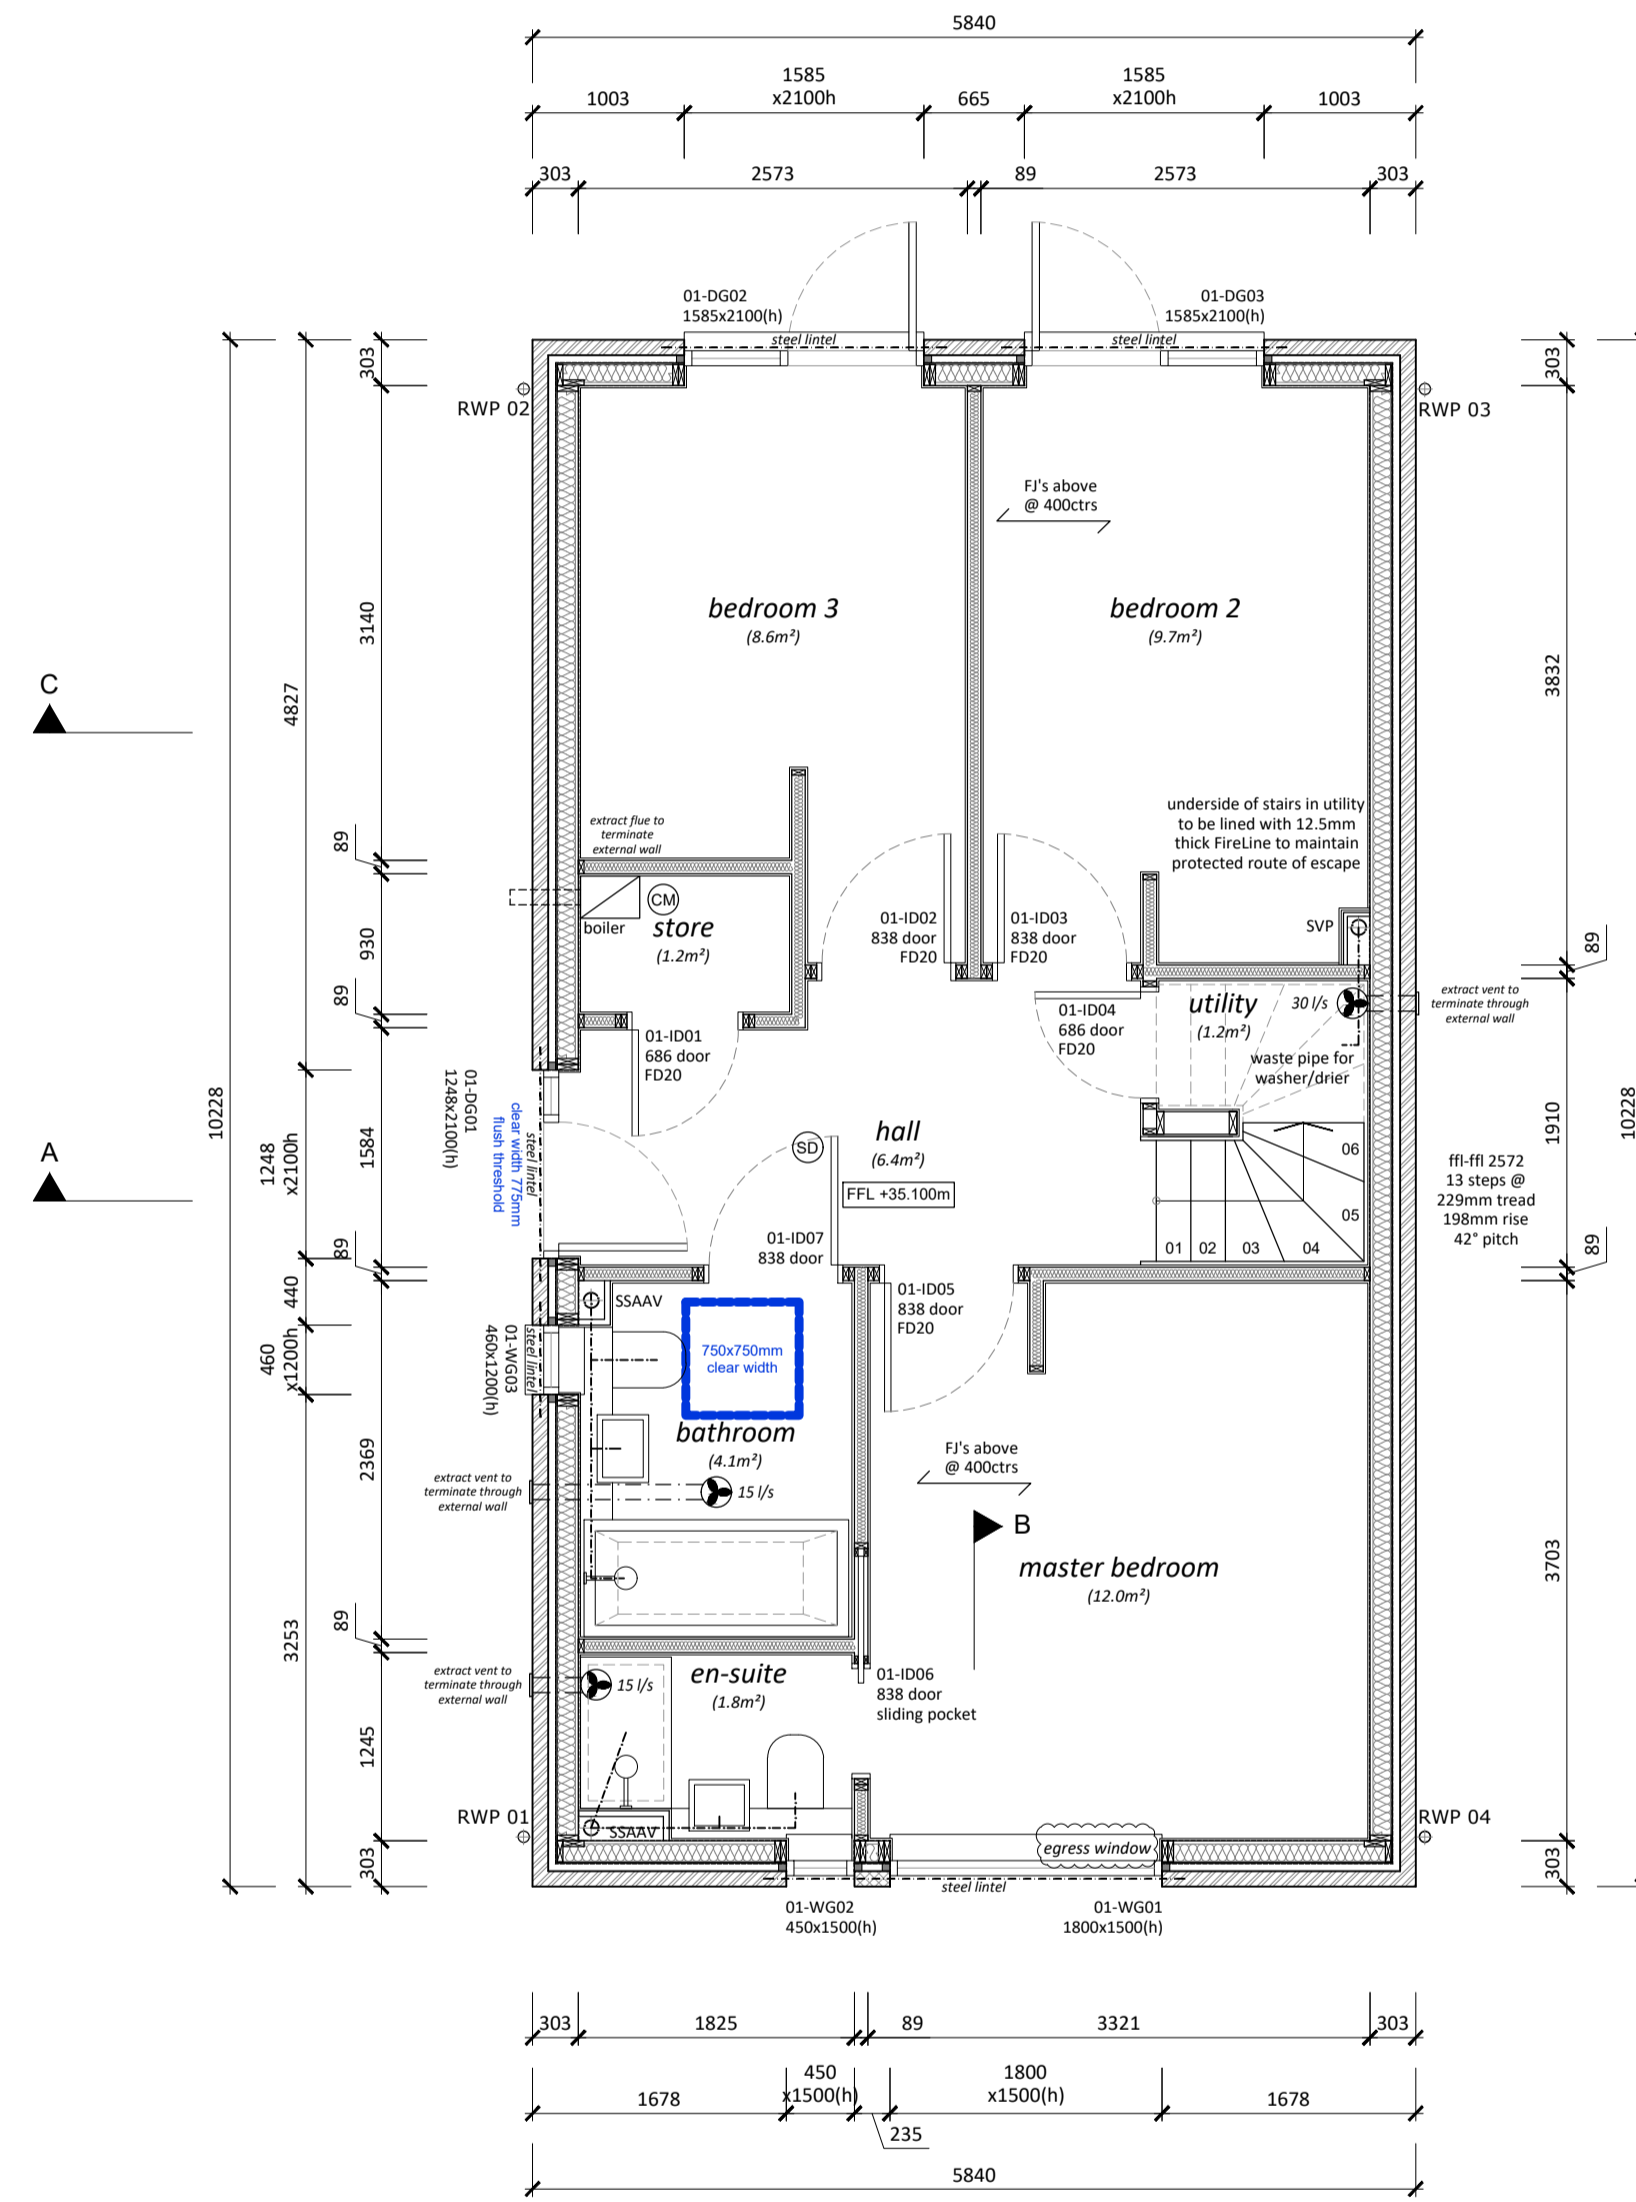 5840
1585
1585
1003
x2100h
665
x2100h
1003
303
2573
89
2573
303
01-DG02
1585x2100(h)
01-DG03
1585x2100(h)
steel lintel
steel lintel
303
303
RWP 02
RWP 03
FJ's above
@ 400ctrs
bedroom 3
(8.6m²)
bedroom 2
(9.7m²)
3140
3832
4827
C
underside of stairs in utility
to be lined with 12.5mm
thick FireLine to maintain
protected route of escape
extract flue to
terminate
external wall
89
CM
boiler
store
(1.2m²)
01-ID02
838 door
FD20
01-ID03
838 door
FD20
SVP
930
89
89
01-ID04
686 door
FD20
utility
(1.2m²)
30 l/s
extract vent to
terminate through
external wall
01-ID01
686 door
FD20
waste pipe for
washer/drier
10228
10228
01-DG01
1248x2100(h)
steel lintel
clear width 775mm
flush threshold
1248
x2100h
1584
1910
A
SD
hall
(6.4m²)
FFL +35.100m
06
05
01
02
03
04
ffl-ffl 2572
13 steps @
229mm tread
198mm rise
42° pitch
89
89
01-ID07
838 door
440
SSAAV
01-ID05
838 door
FD20
460
x1200h
01-WG03
460x1200(h)
steel lintel
750x750mm
clear width
bathroom
(4.1m²)
15 l/s
2369
extract vent to
terminate through
external wall
FJ's above
@ 400ctrs
B
master bedroom
(12.0m²)
3703
3253
89
extract vent to
terminate through
external wall
15 l/s
en-suite
(1.8m²)
01-ID06
838 door
sliding pocket
1245
RWP 01
RWP 04
SSAAV
egress window
303
303
steel lintel
01-WG02
450x1500(h)
01-WG01
1800x1500(h)
303
1825
89
3321
303
450
1800
1678
x1500(h)
x1500(h)
1678
235
5840